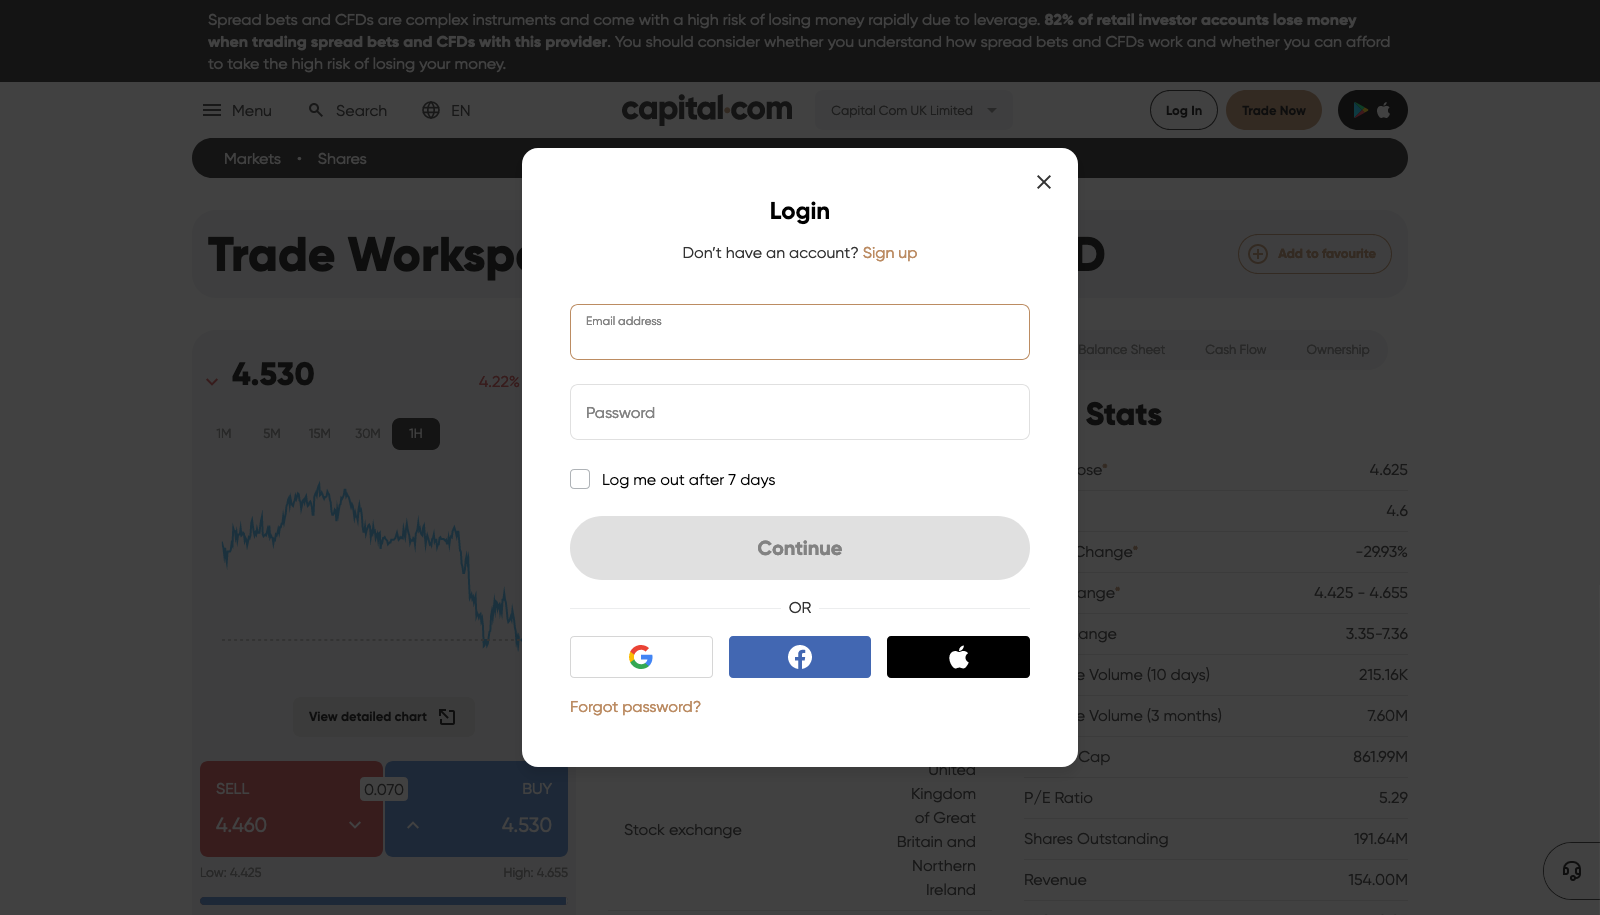 Spread bets and CFDs are complex instruments and come with a high risk of losing money rapidly due to leverage. 82% of retail investor accounts lose money
when trading spread bets and CFDs with this provider. You should consider whether you understand how spread bets and CFDs work and whether you can afford
to take the high risk of losing your money.
Menu
Search
EN
capital.com
Capital Com UK Limited
Log In
Trade Now
Markets • Shares
Trade Worksp
D
Add to favourite
Login
Don't have an account? Sign up
Email address
Password
Log me out after 7 days
Continue
OR
Forgot password?
4.530
4.22%
1M
5M
15M
30M
1H
View detailed chart
SELL
4.460
0.070
BUY
4.530
Low: 4.425
High: 4.655
Stock exchange
United
Kingdom
of Great
Britain and
Northern
Ireland
Balance Sheet
Cash Flow
Ownership
Stats
ose*
4.625
4.6
Change*
-29.93%
ange*
4.425 - 4.655
ange
3.35-7.36
e Volume (10 days)
215.16K
e Volume (3 months)
7.60M
Cap
861.99M
P/E Ratio
5.29
Shares Outstanding
191.64M
Revenue
154.00M